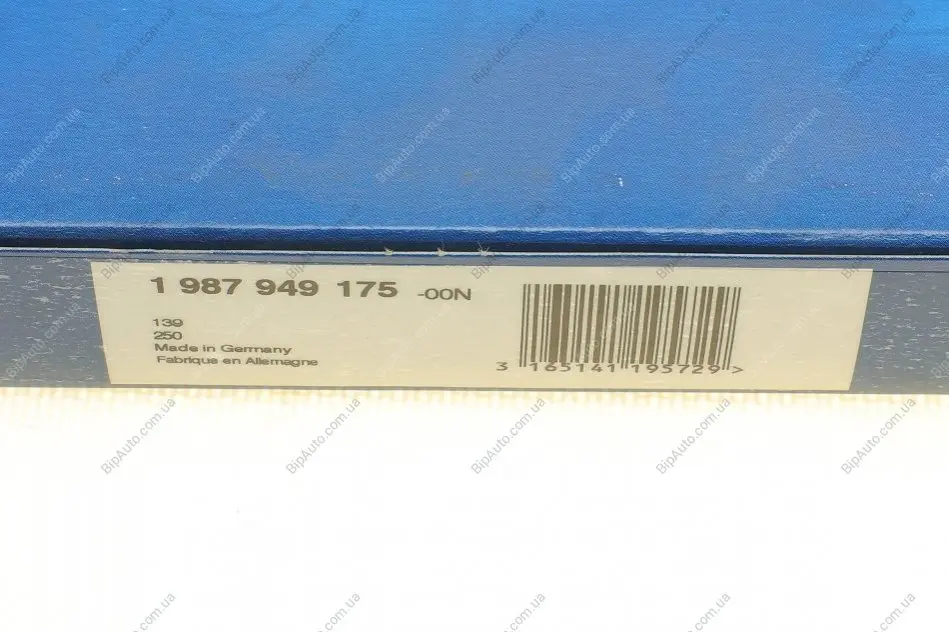 1 987 949 175 -00N
139
250
Made in Germany
Fabrique en Allemagne
3 165141 195729 >
BipAuto.com.ua